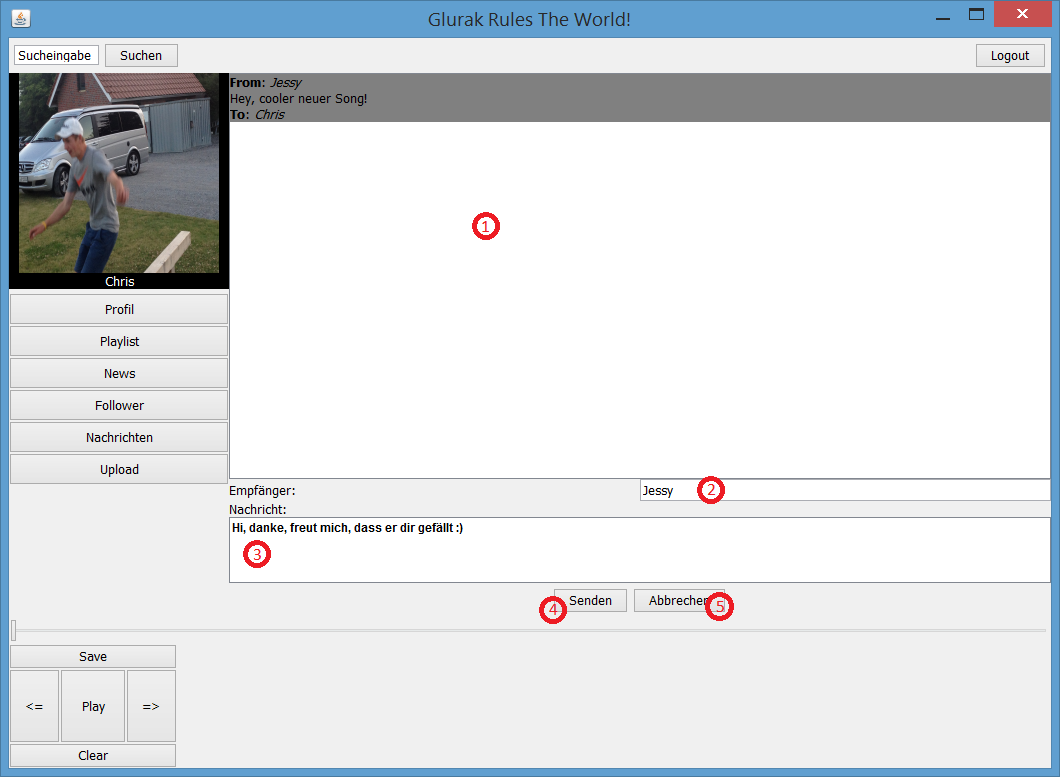 Glurak Rules The World!
Sucheingabe Suchen Logout
From: Jessy
Hey, cooler neuer Song!
To: Chris
1
Chris
Profil
Playlist
News
Follower
Nachrichten
Upload
Empfänger: Jessy 2
Nachricht:
Hi, danke, freut mich, dass er dir gefällt :)
3
4 Senden Abbrechen 5
Save
<= Play =>
Clear